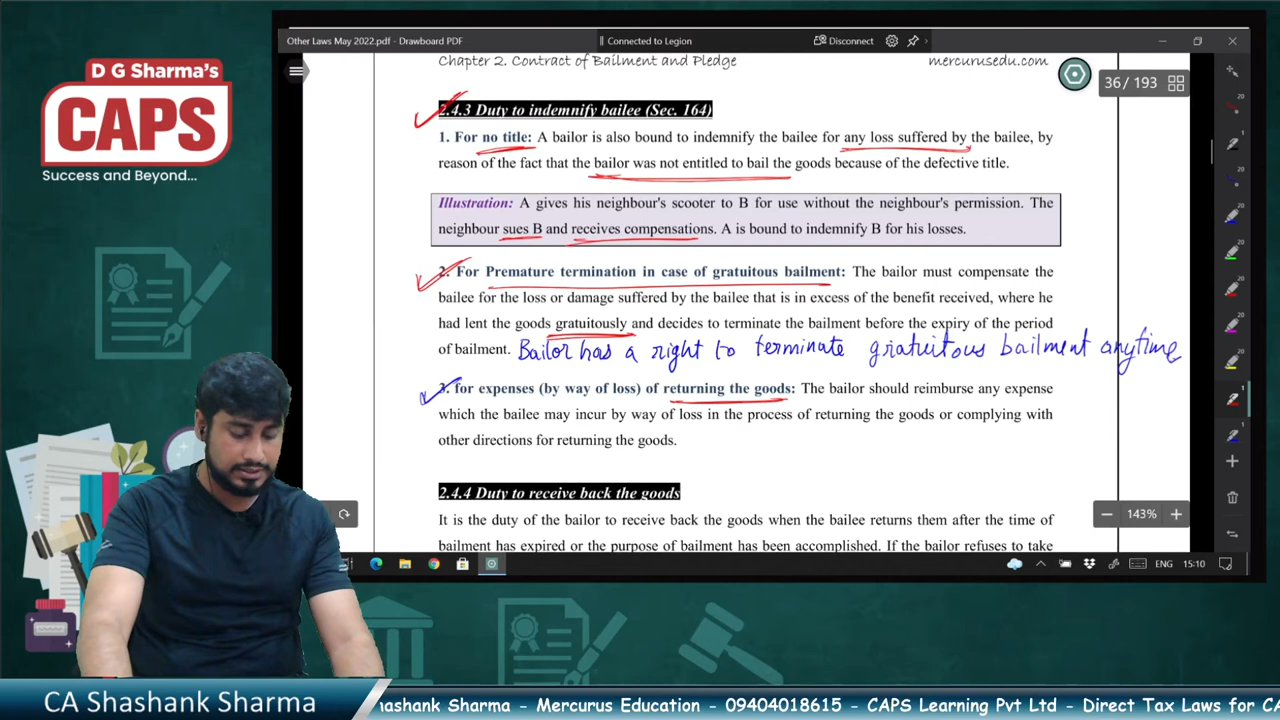 D G Sharma's
CAPS
Success and Beyond...
Other Laws May 2022.pdf - Drawboard PDF
Connected to Legion
Disconnect
Chapter 2. Contract of Bailment and Pledge
mercurusedu.com
36 / 193
2.4.3 Duty to indemnify bailee (Sec. 164)
1. For no title: A bailor is also bound to indemnify the bailee for any loss suffered by the bailee, by
reason of the fact that the bailor was not entitled to bail the goods because of the defective title.
Illustration: A gives his neighbour's scooter to B for use without the neighbour's permission. The
neighbour sues B and receives compensations. A is bound to indemnify B for his losses.
2. For Premature termination in case of gratuitous bailment: The bailor must compensate the
bailee for the loss or damage suffered by the bailee that is in excess of the benefit received, where he
had lent the goods gratuitously and decides to terminate the bailment before the expiry of the period
of bailment. Bailor has a right to terminate gratuitous bailment anytime
3. for expenses (by way of loss) of returning the goods: The bailor should reimburse any expense
which the bailee may incur by way of loss in the process of returning the goods or complying with
other directions for returning the goods.
2.4.4 Duty to receive back the goods
It is the duty of the bailor to receive back the goods when the bailee returns them after the time of
bailment has expired or the purpose of bailment has been accomplished. If the bailor refuses to take
143%
ENG
15:10
CA Shashank Sharma
hashank Sharma - Mercurus Education - 09404018615 - CAPS Learning Pvt Ltd - Direct Tax Laws for CA